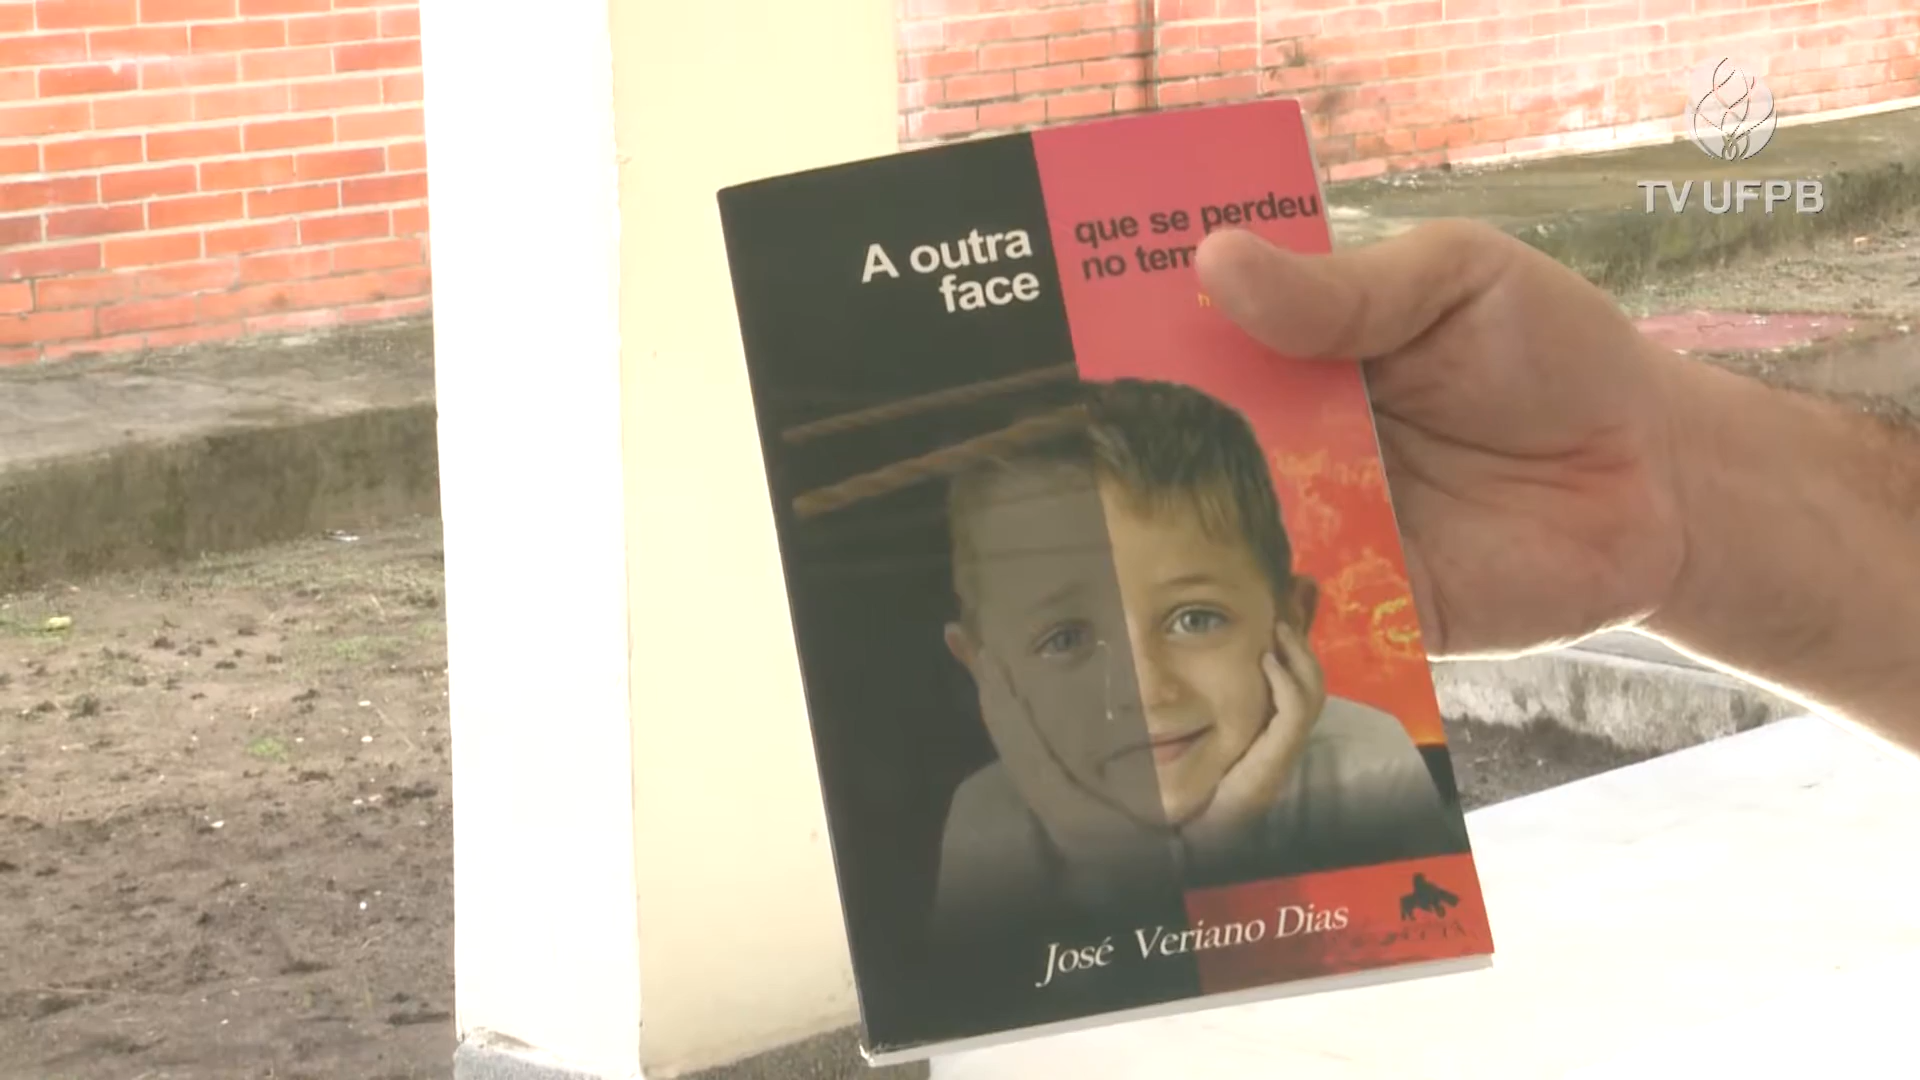 TV UFPB
A outra
face
que se perdeu
no tem
José Veriano Dias